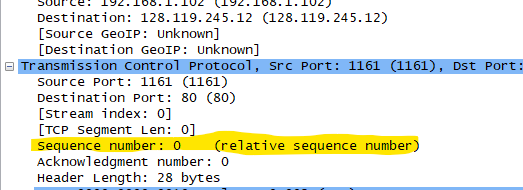 Source: 192.168.1.102 (192.168.1.102)
Destination: 128.119.245.12 (128.119.245.12)
[Source GeoIP: Unknown]
[Destination GeoIP: Unknown]
Transmission Control Protocol, Src Port: 1161 (1161), Dst Port:
Source Port: 1161 (1161)
Destination Port: 80 (80)
[Stream index: 0]
[TCP Segment Len: 0]
Sequence number: 0 (relative sequence number)
Acknowledgment number: 0
Header Length: 28 bytes